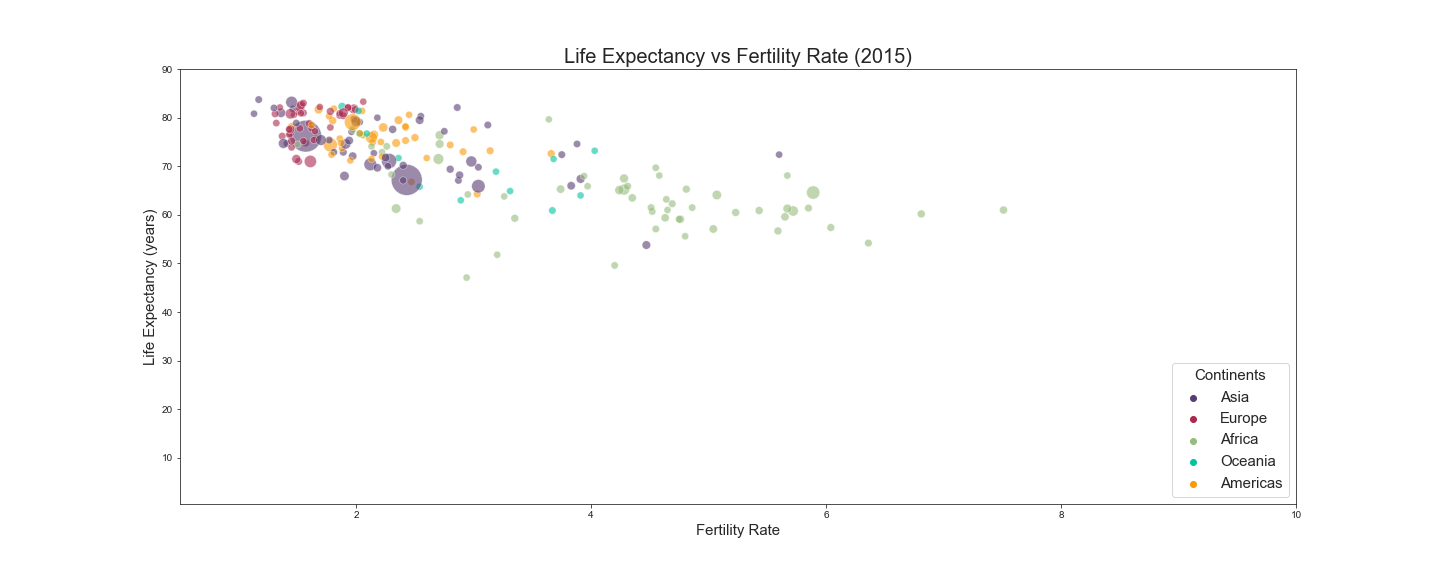 Life Expectancy vs Fertility Rate (2015)
90
80
70
60
50
40
30
20
10
Life Expectancy (years)
2
4
6
8
10
Fertility Rate
Continents
Asia
Europe
Africa
Oceania
Americas